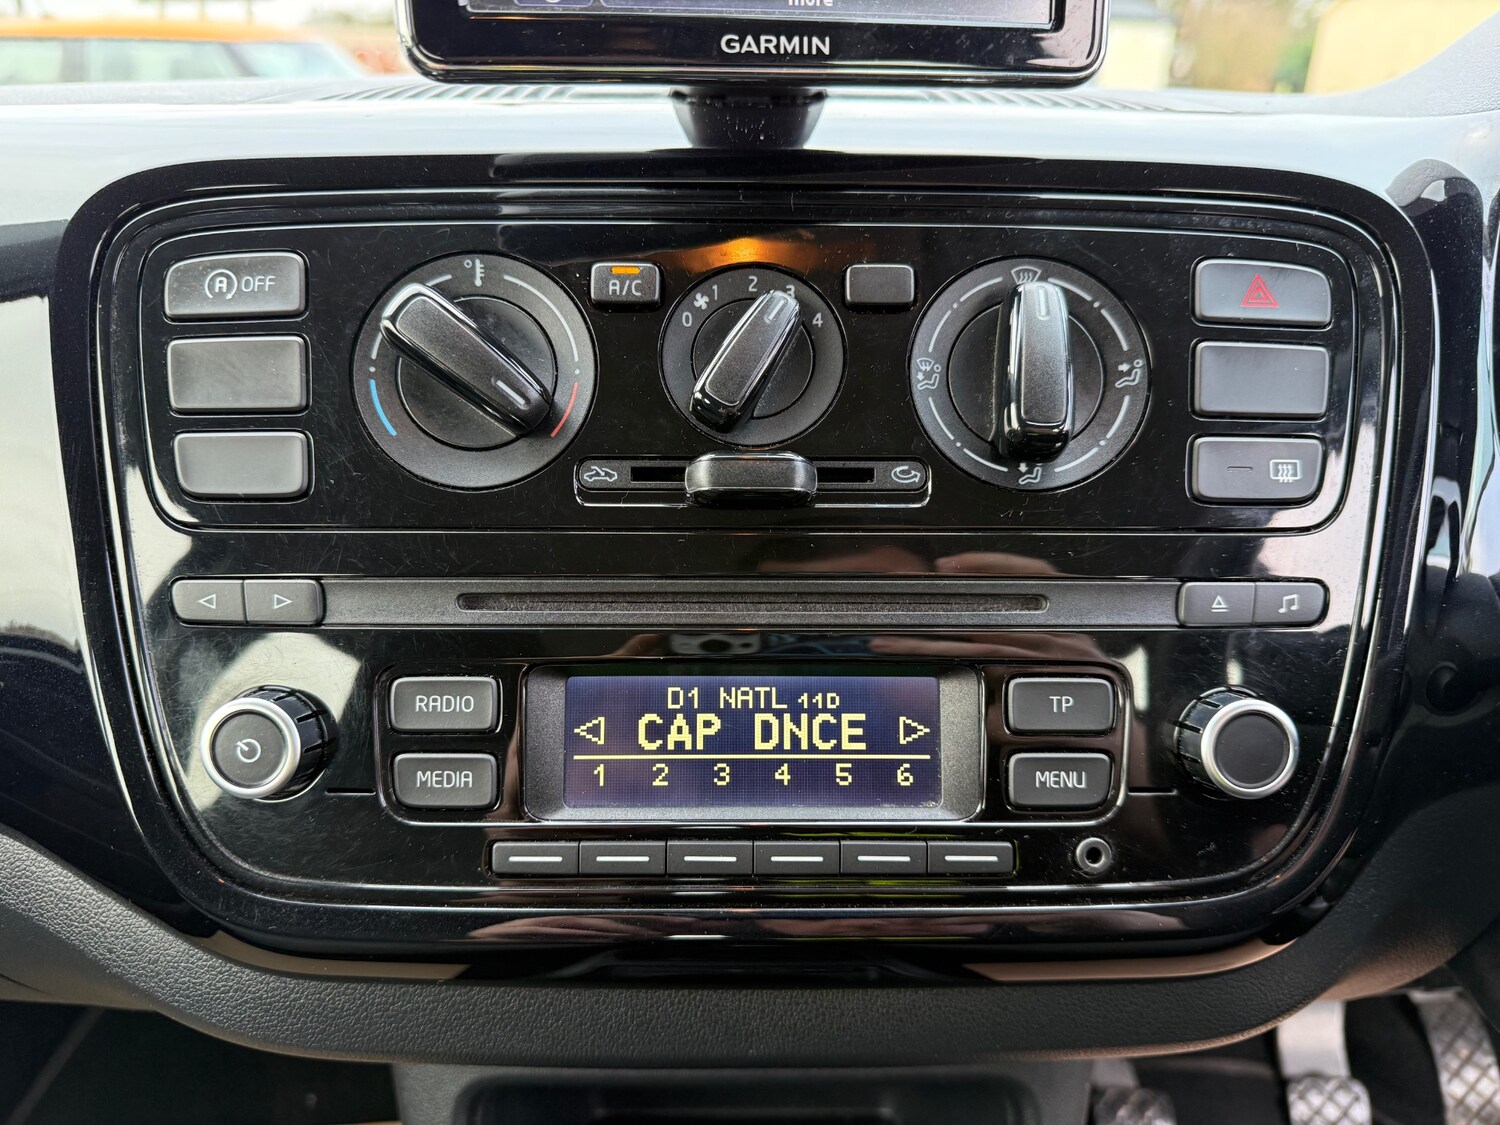 more
GARMIN
A OFF
A/C
0 1 2 3 4
RADIO
MEDIA
D1 NATL 11D
CAP DNCE
1 2 3 4 5 6
TP
MENU